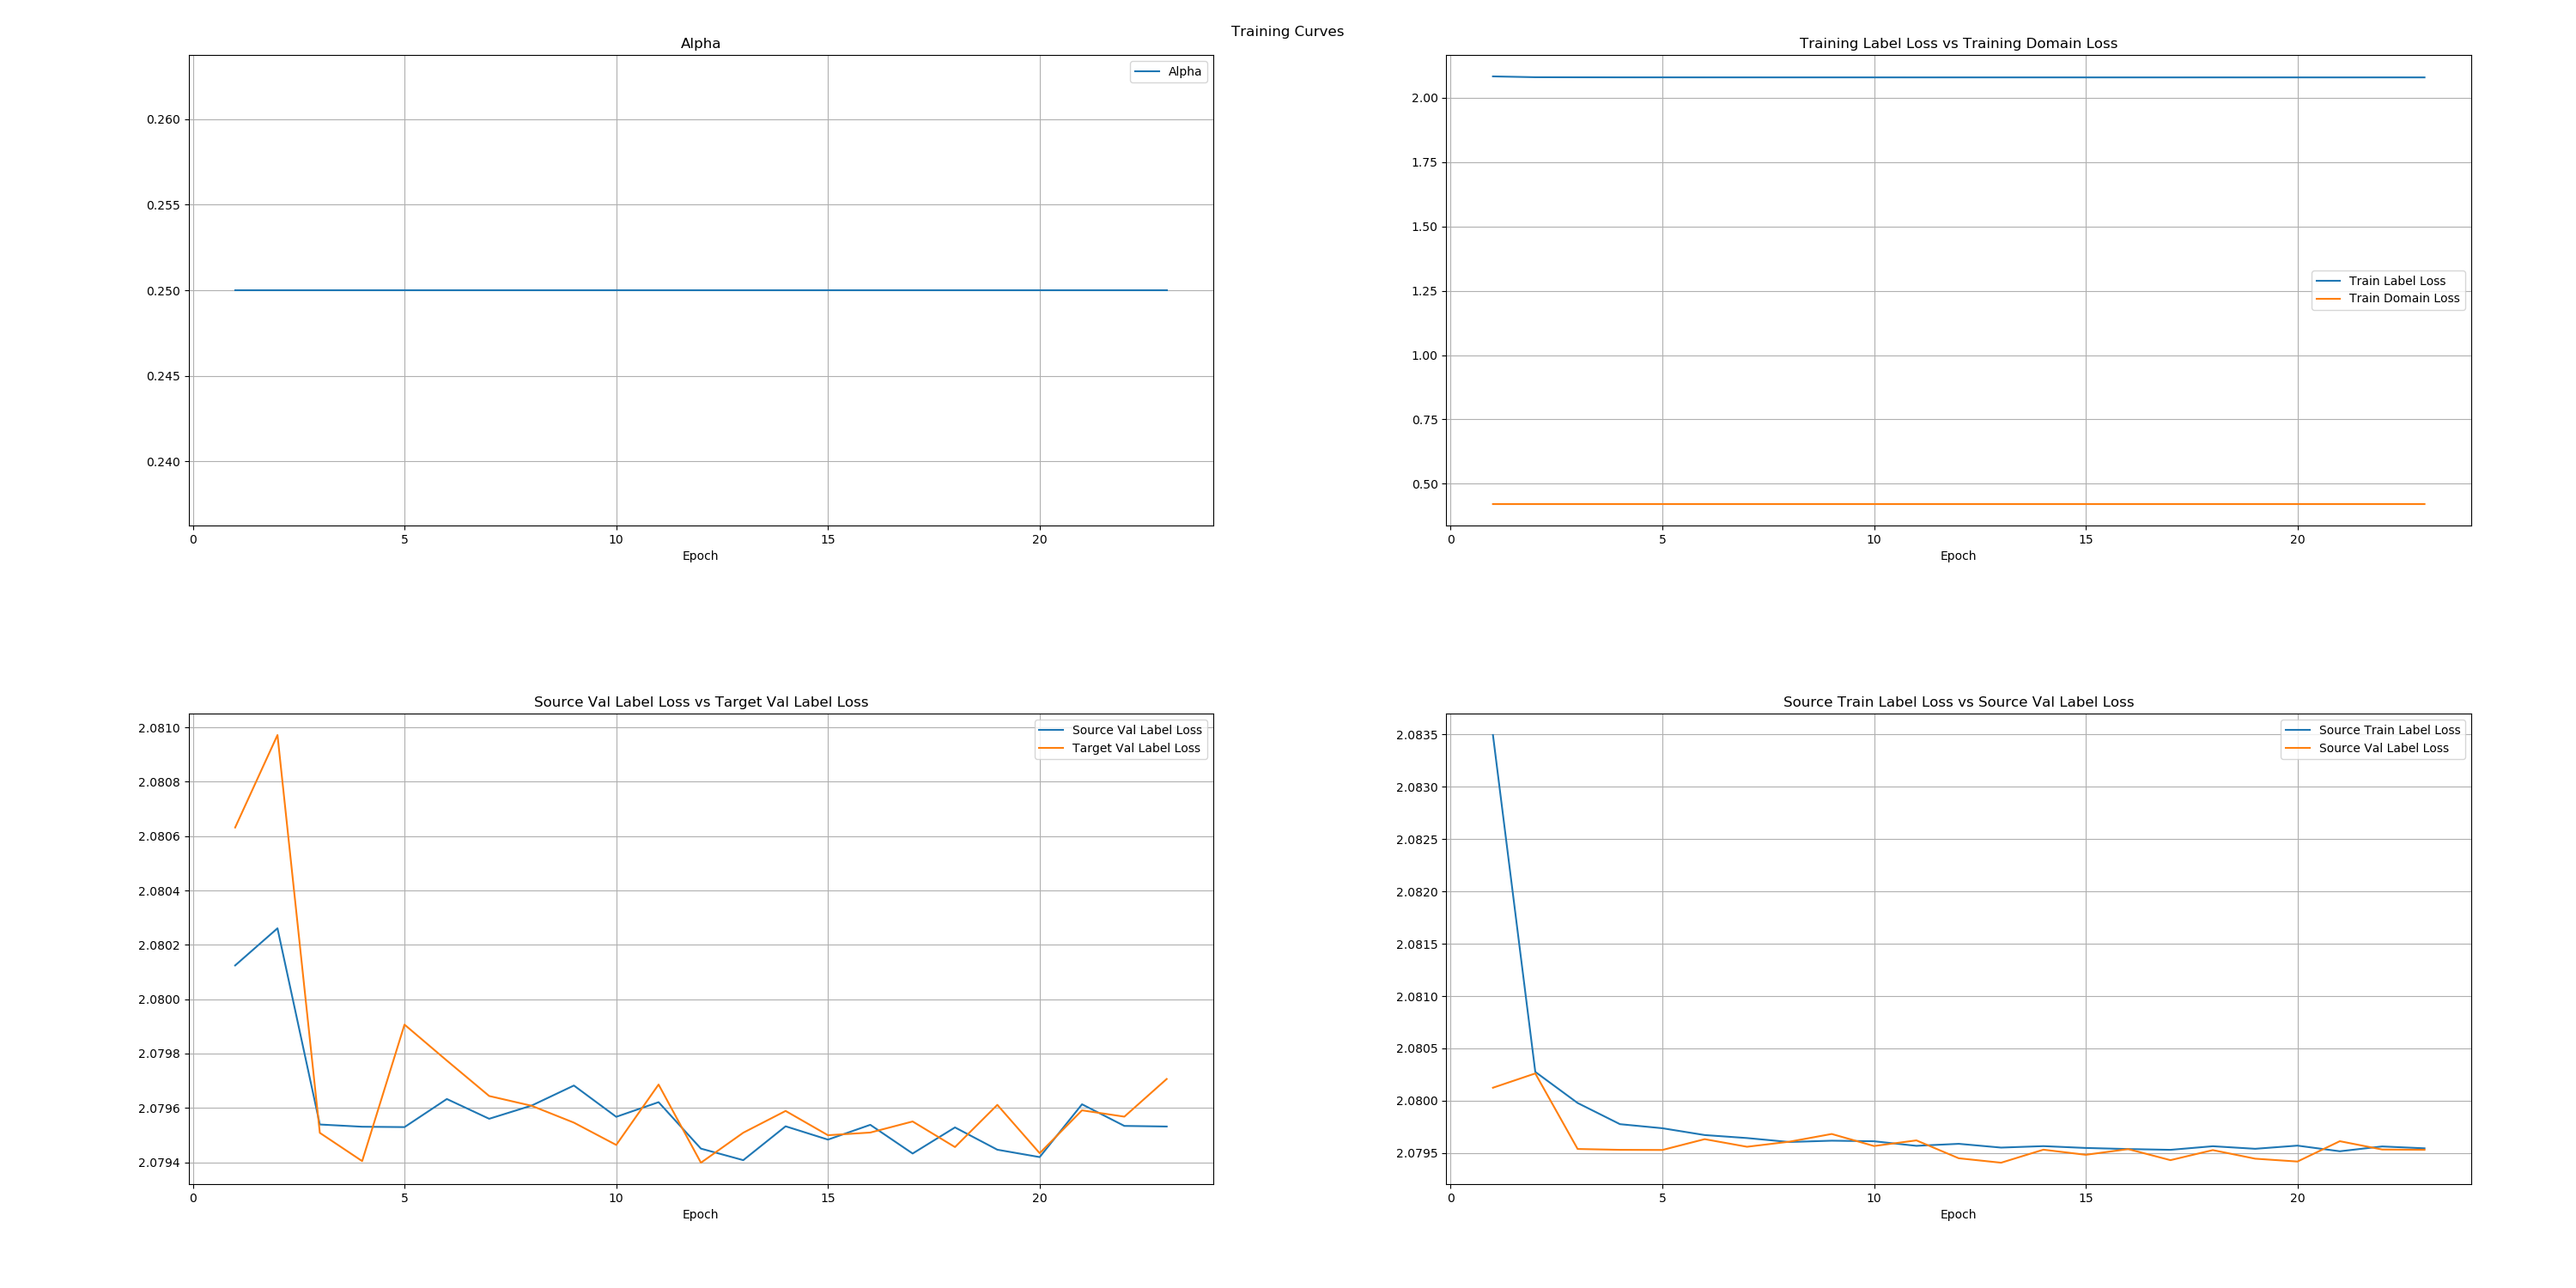 Training Curves
Alpha
Alpha
0.260
0.255
0.250
0.245
0.240
0 5 10 15 20
Epoch
Training Label Loss vs Training Domain Loss
2.00
1.75
1.50
1.25
1.00
0.75
0.50
Train Label Loss
Train Domain Loss
0 5 10 15 20
Epoch
Source Val Label Loss vs Target Val Label Loss
Source Val Label Loss
Target Val Label Loss
2.0810
2.0808
2.0806
2.0804
2.0802
2.0800
2.0798
2.0796
2.0794
0 5 10 15 20
Epoch
Source Train Label Loss vs Source Val Label Loss
Source Train Label Loss
Source Val Label Loss
2.0835
2.0830
2.0825
2.0820
2.0815
2.0810
2.0805
2.0800
2.0795
0 5 10 15 20
Epoch